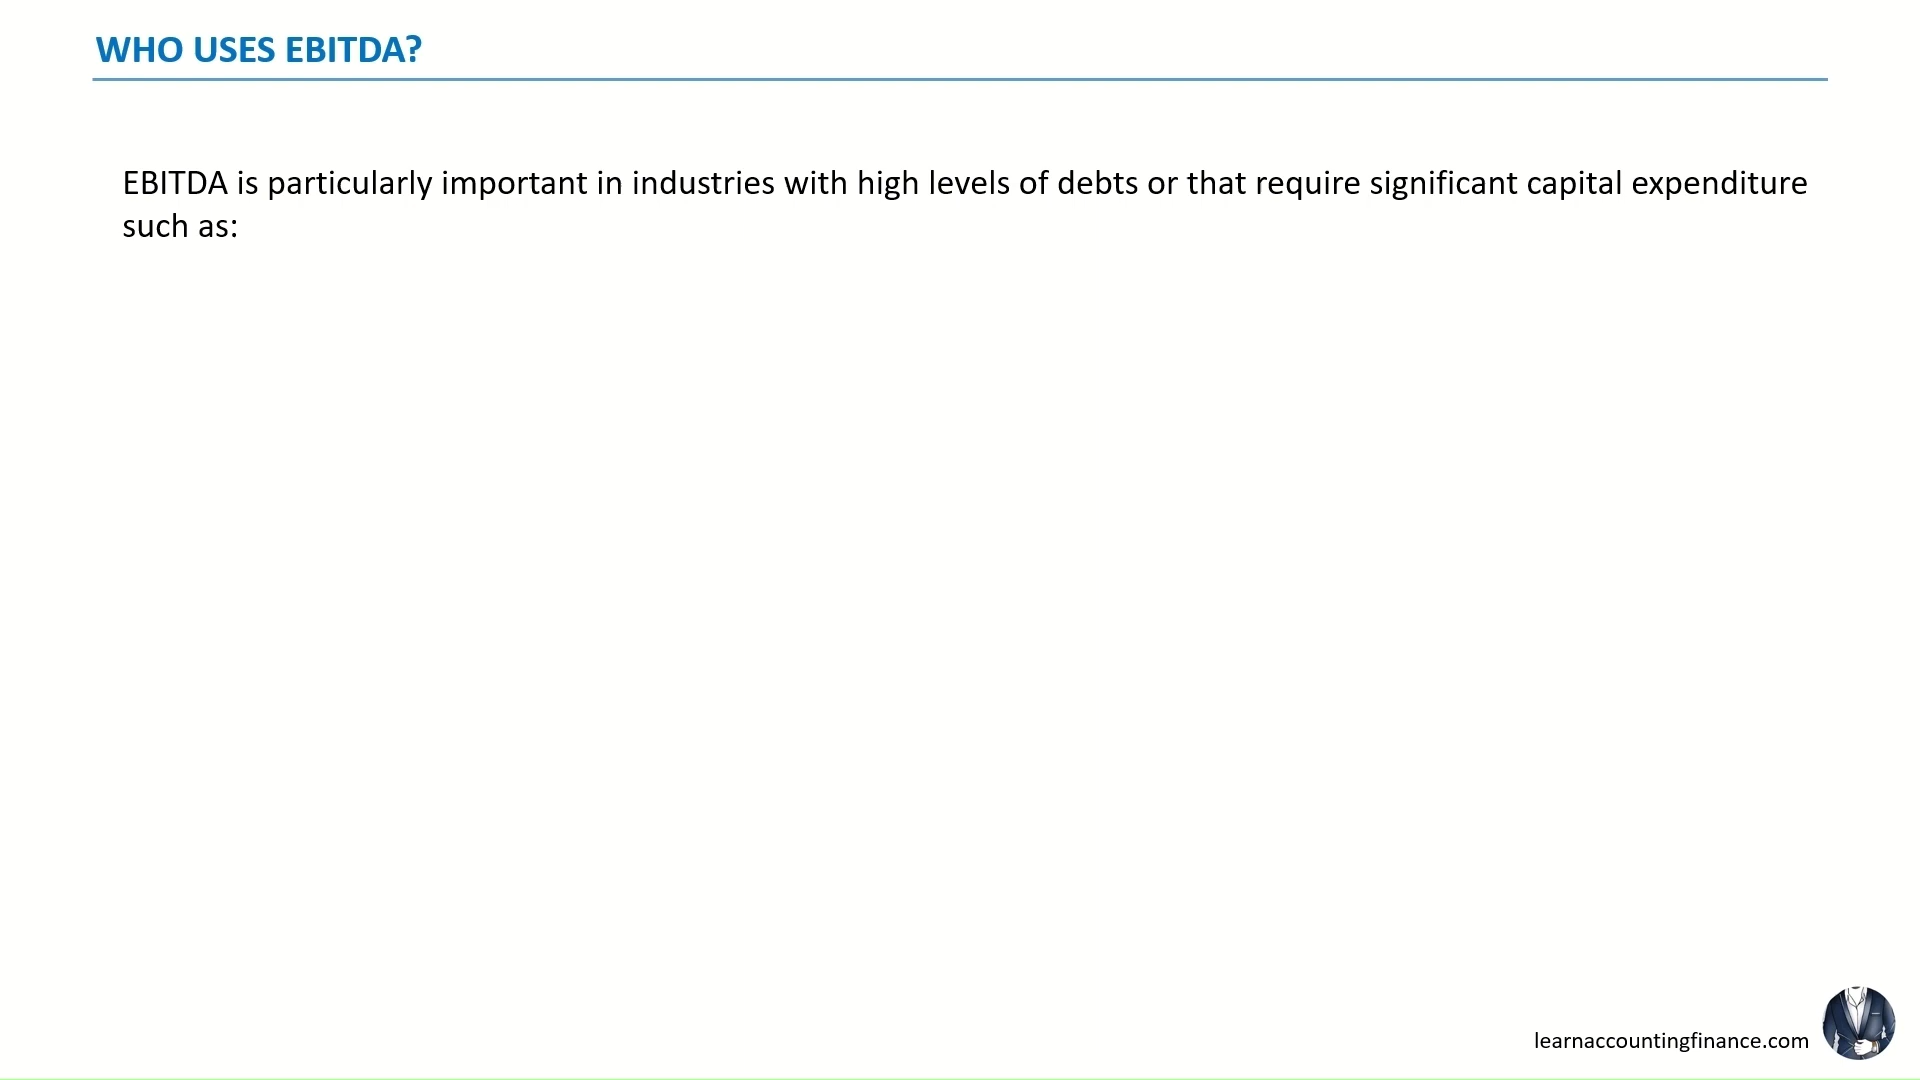 WHO USES EBITDA?
EBITDA is particularly important in industries with high levels of debts or that require significant capital expenditure
such as:
learnaccountingfinance.com